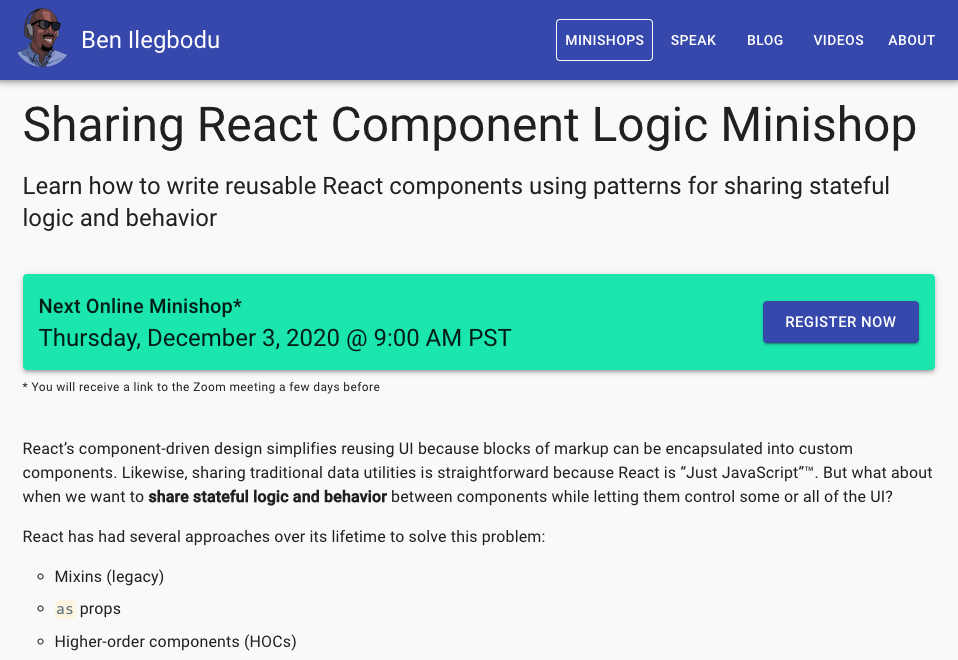 Ben Ilegbodu
MINISHOPS
SPEAK
BLOG
VIDEOS
ABOUT
Sharing React Component Logic Minishop
Learn how to write reusable React components using patterns for sharing stateful
logic and behavior
Next Online Minishop*
Thursday, December 3, 2020 @ 9:00 AM PST
REGISTER NOW
* You will receive a link to the Zoom meeting a few days before
React’s component-driven design simplifies reusing UI because blocks of markup can be encapsulated into custom
components. Likewise, sharing traditional data utilities is straightforward because React is “Just JavaScript”™. But what about
when we want to share stateful logic and behavior between components while letting them control some or all of the UI?
React has had several approaches over its lifetime to solve this problem:
Mixins (legacy)
as props
Higher-order components (HOCs)